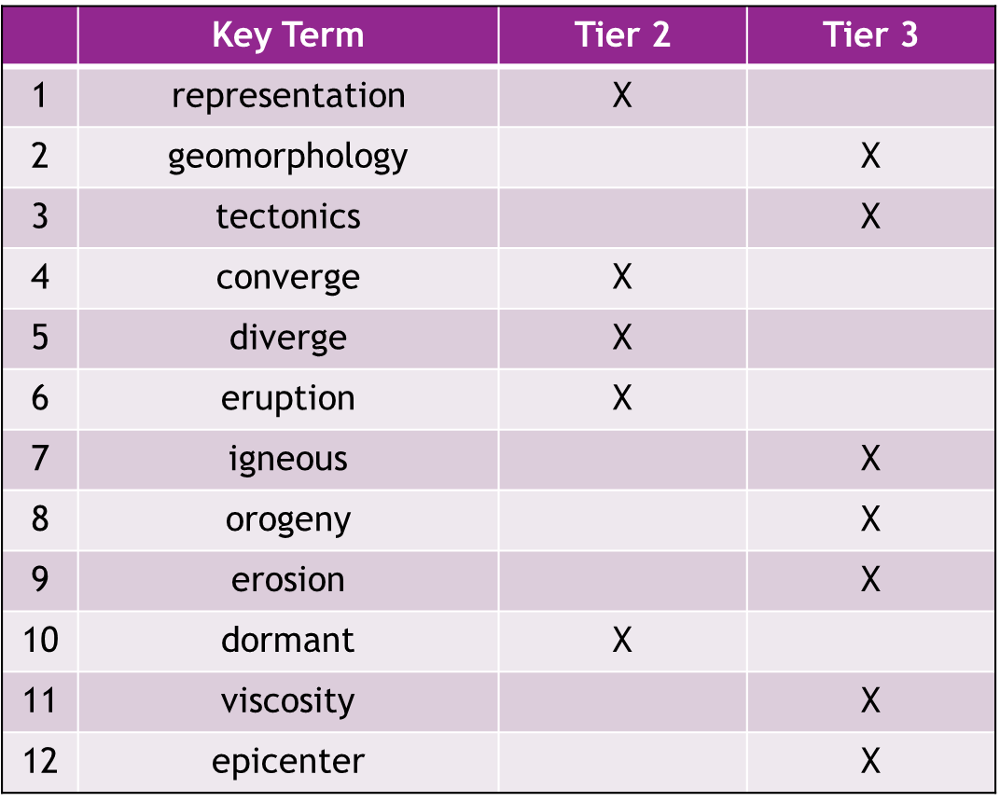 Key Term Tier 2 Tier 3
1 representation X
2 geomorphology X
3 tectonics X
4 converge X
5 diverge X
6 eruption X
7 igneous X
8 orogeny X
9 erosion X
10 dormant X
11 viscosity X
12 epicenter X